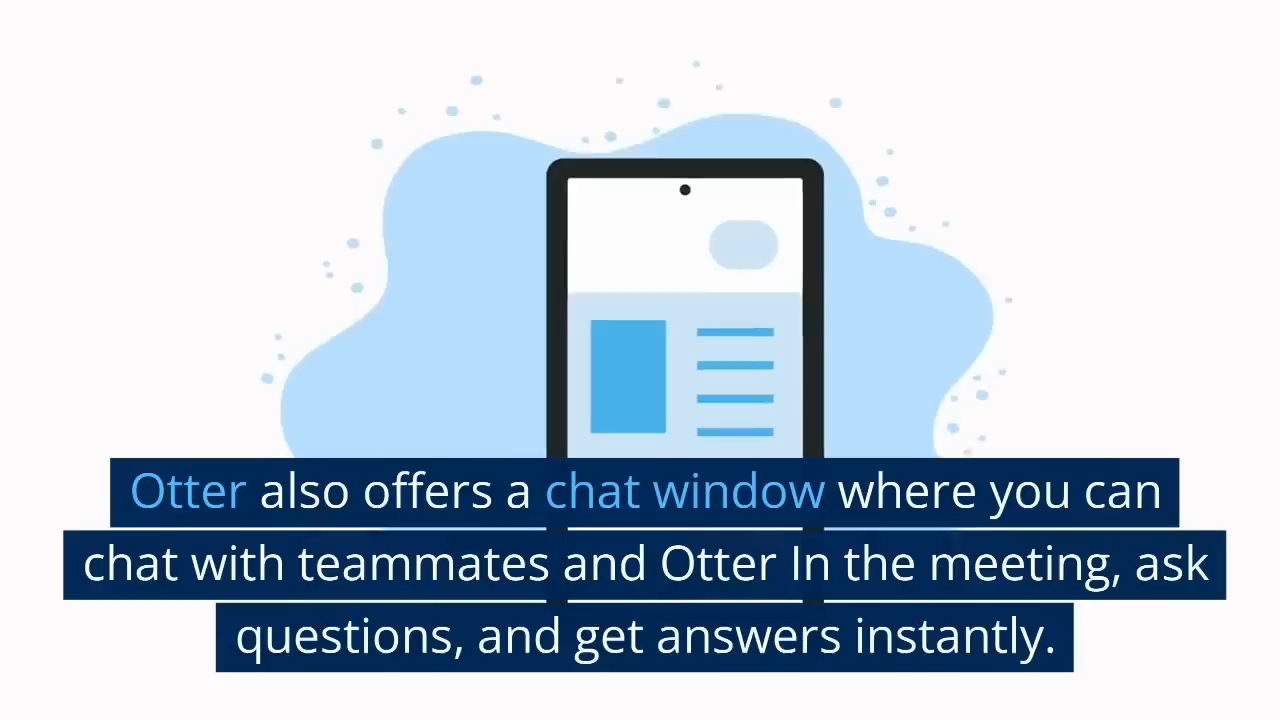 Otter also offers a chat window where you can
chat with teammates and Otter In the meeting, ask
questions, and get answers instantly.